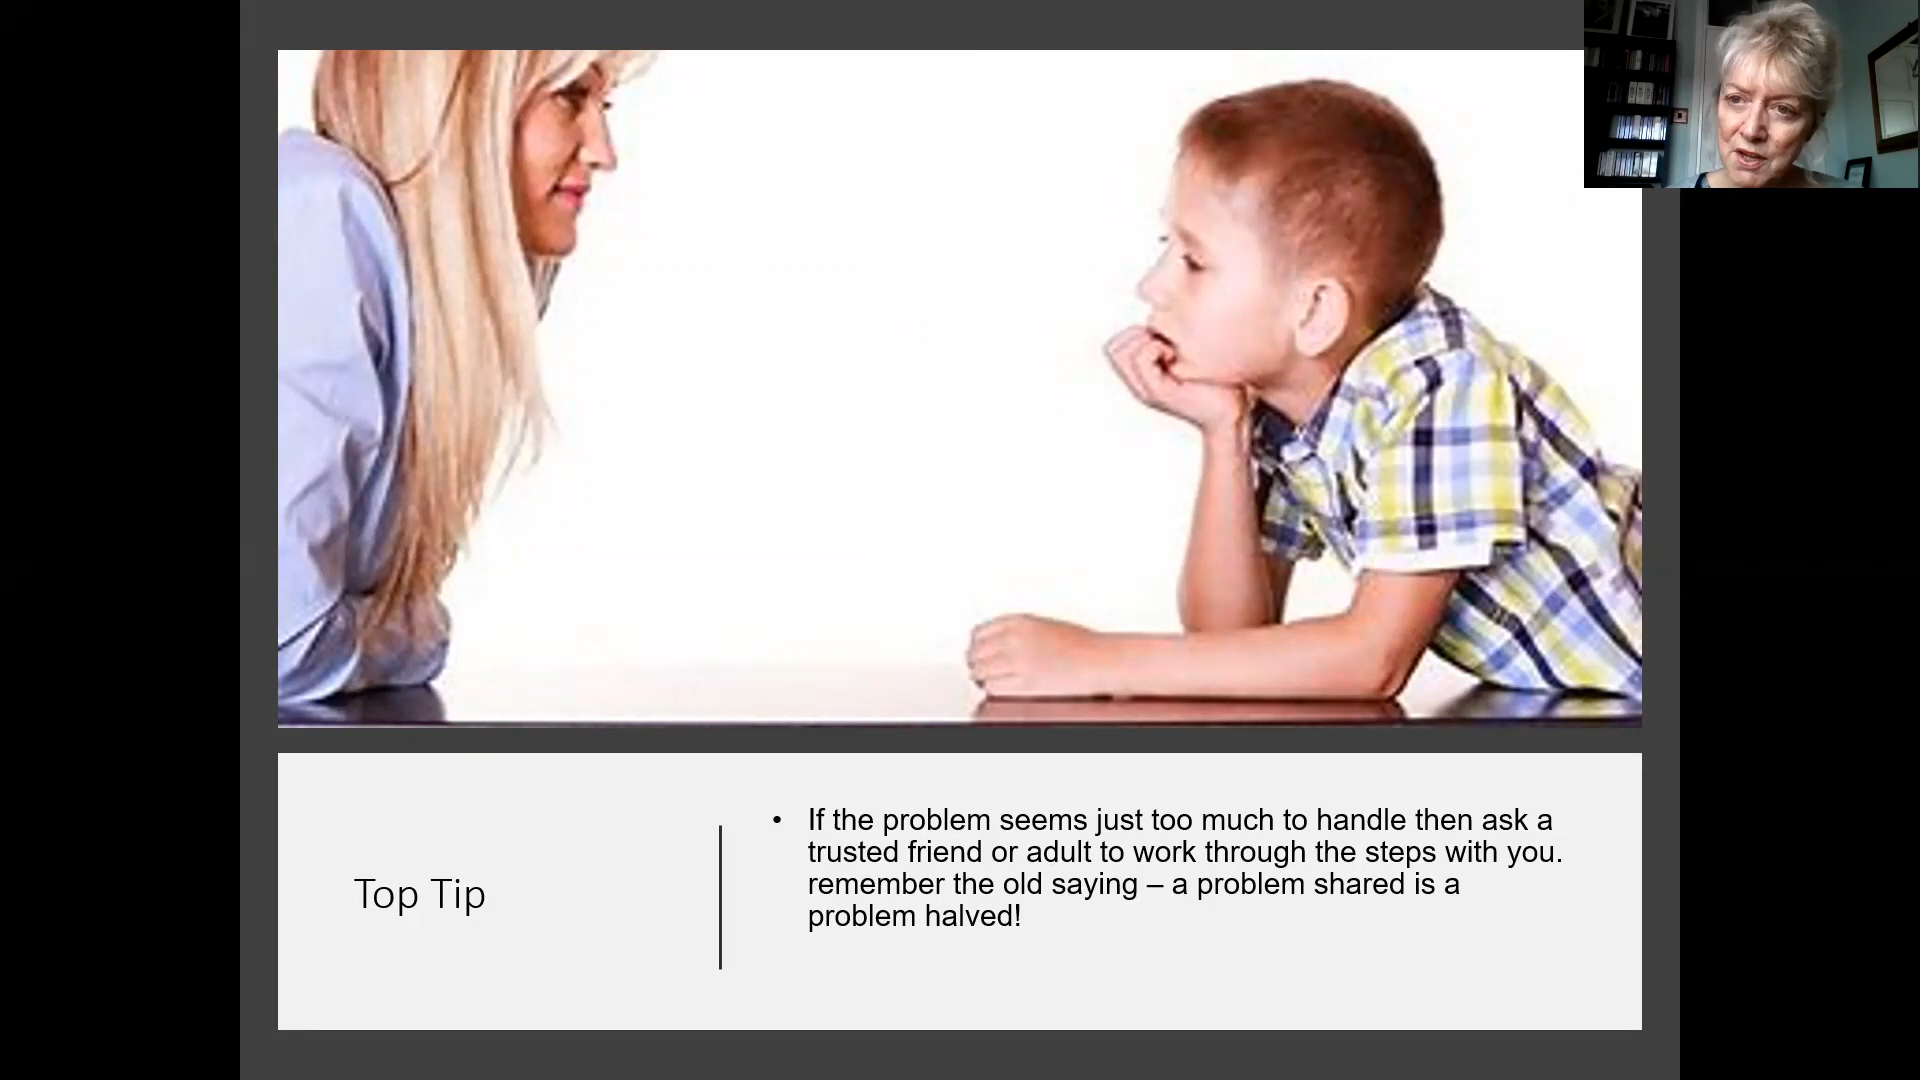 Top Tip
• If the problem seems just too much to handle then ask a
trusted friend or adult to work through the steps with you.
remember the old saying – a problem shared is a
problem halved!